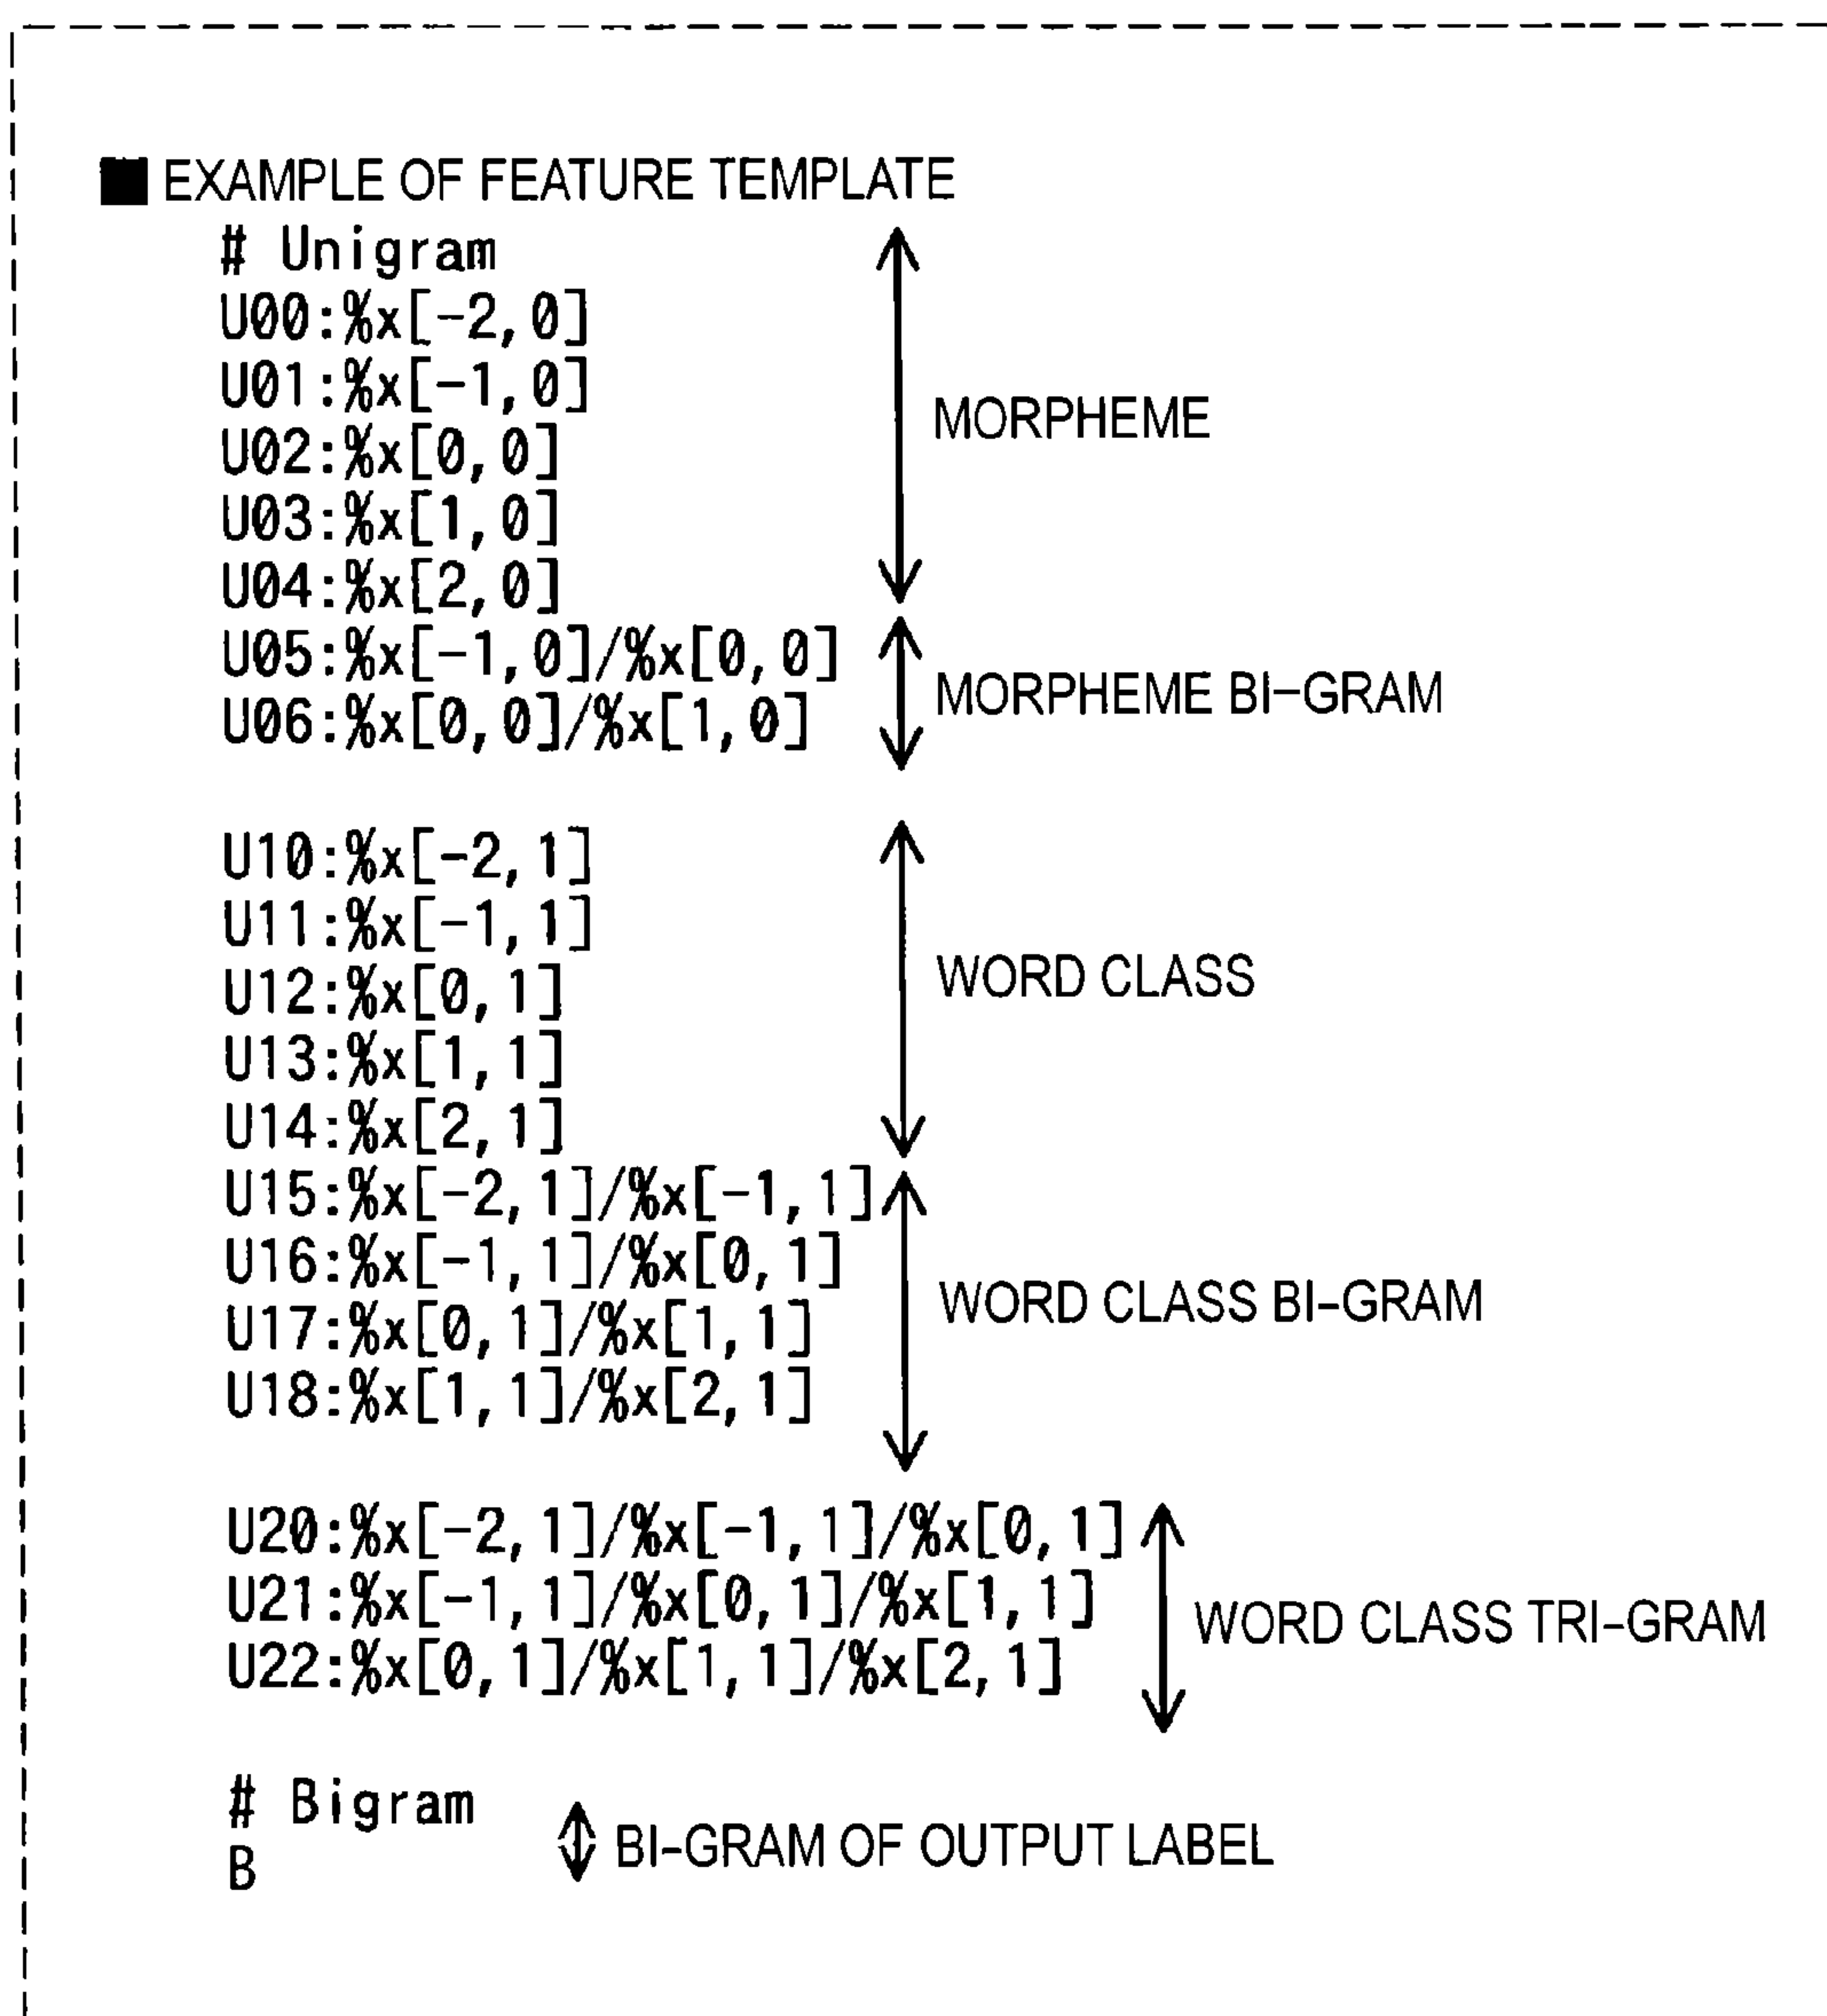 ■ EXAMPLE OF FEATURE TEMPLATE
# Unigram
U00:%x[-2,0]
U01:%x[-1,0]
U02:%x[0,0]
U03:%x[1,0]
U04:%x[2,0]
MORPHEME
U05:%x[-1,0]/%x[0,0]
U06:%x[0,0]/%x[1,0]
MORPHEME BI-GRAM
U10:%x[-2,1]
U11:%x[-1,1]
U12:%x[0,1]
U13:%x[1,1]
U14:%x[2,1]
WORD CLASS
U15:%x[-2,1]/%x[-1,1]
U16:%x[-1,1]/%x[0,1]
U17:%x[0,1]/%x[1,1]
U18:%x[1,1]/%x[2,1]
WORD CLASS BI-GRAM
U20:%x[-2,1]/%x[-1,1]/%x[0,1]
U21:%x[-1,1]/%x[0,1]/%x[1,1]
U22:%x[0,1]/%x[1,1]/%x[2,1]
WORD CLASS TRI-GRAM
# Bigram
B
BI-GRAM OF OUTPUT LABEL